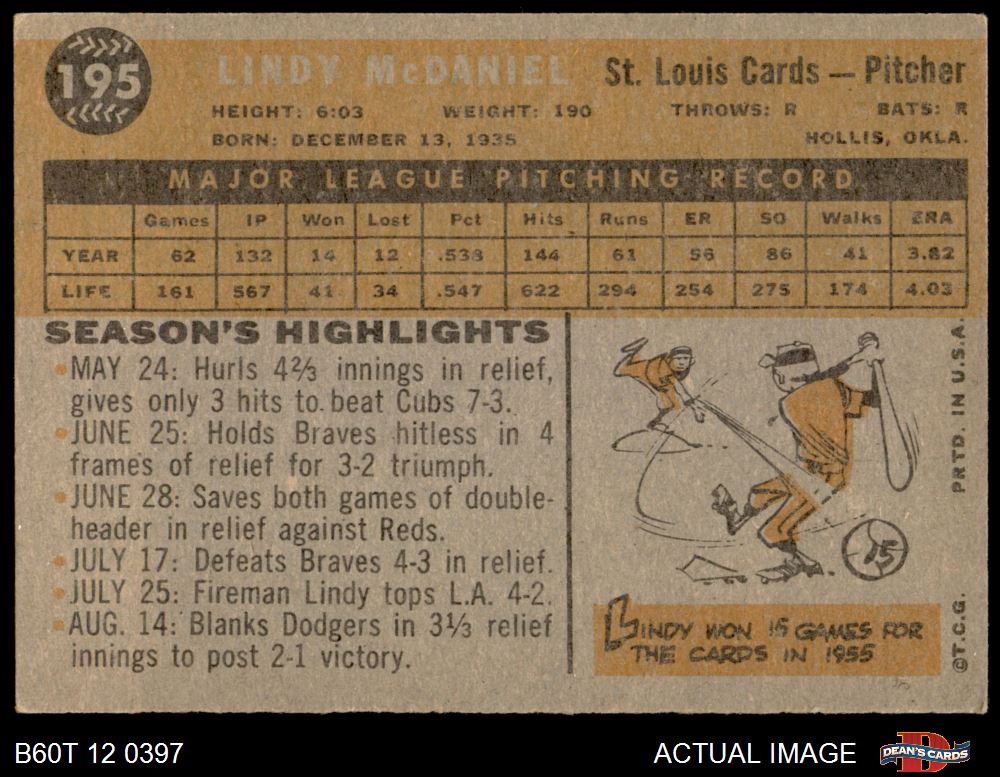 195
LINDY McDANIEL St. Louis Cards — Pitcher
HEIGHT: 6:03 WEIGHT: 190 THROWS: R BATS: R
BORN: DECEMBER 13, 1935 HOLLIS, OKLA.
MAJOR LEAGUE PITCHING RECORD
Games IP Won Lost Pct Hits Runs ER SO Walks ERA
YEAR 62 132 14 12 .538 144 61 56 86 41 3.82
LIFE 161 567 41 34 .547 622 294 254 275 174 4.03
SEASON'S HIGHLIGHTS
•MAY 24: Hurls 4⅔ innings in relief,
gives only 3 hits to beat Cubs 7-3.
•JUNE 25: Holds Braves hitless in 4
frames of relief for 3-2 triumph.
•JUNE 28: Saves both games of double-
header in relief against Reds.
•JULY 17: Defeats Braves 4-3 in relief.
•JULY 25: Fireman Lindy tops L.A. 4-2.
•AUG. 14: Blanks Dodgers in 3⅓ relief
innings to post 2-1 victory.
15
LINDY WON 15 GAMES FOR
THE CARDS IN 1955
©T.C.G. PRTD. IN U.S.A.
B60T 12 0397 ACTUAL IMAGE DEAN'S CARDS